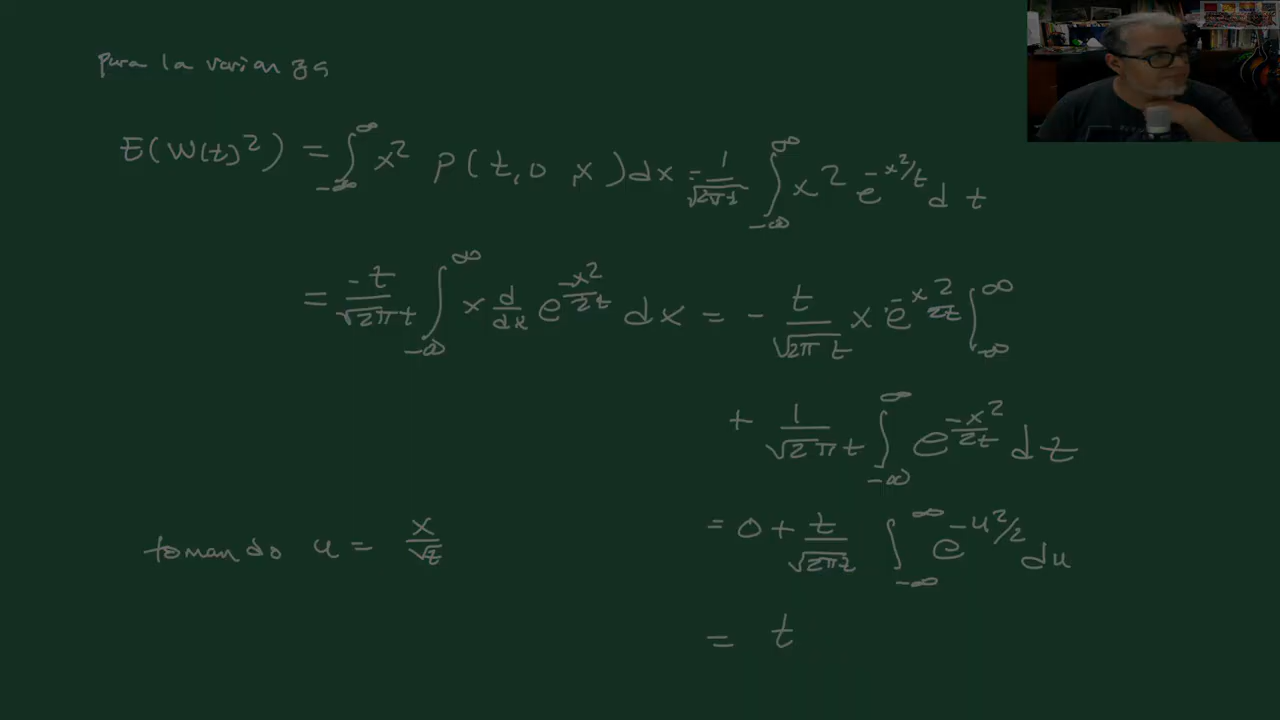 para la varianza
E(W(t)²) = ∫_{-∞}^{∞} x² p(t,0,x)dx = 1/√(2πt) ∫_{-∞}^{∞} x² e^{-x²/t} dt
= -t/√(2πt) ∫_{-∞}^{∞} x d/dx e^{-x²/2t} dx = - t/√(2πt) x e^{-x²/2t} |_{-∞}^{∞}
+ 1/√(2πt) ∫_{-∞}^{∞} e^{-x²/2t} dz
tomando u = x/√t
= 0 + t/√(2πt) ∫_{-∞}^{∞} e^{-u²/2} du
= t